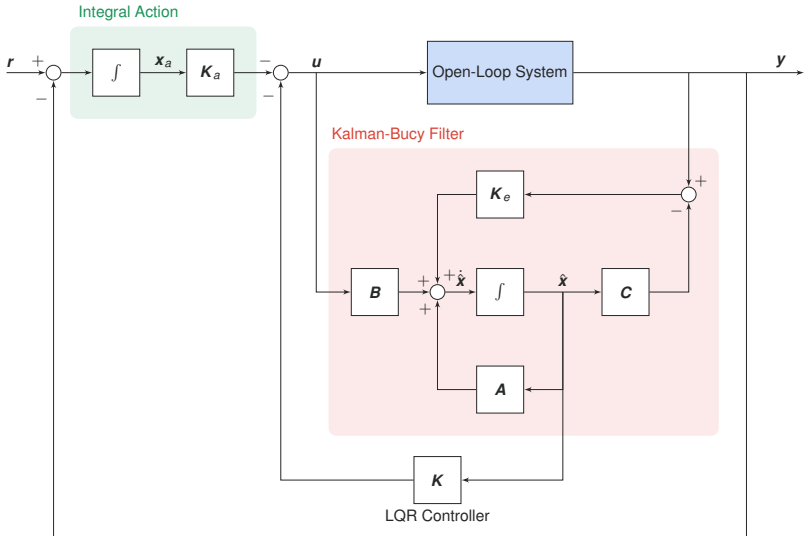 Integral Action
r
+
−
∫
x_a
K_a
−
−
u
Open-Loop System
y
Kalman-Bucy Filter
K_e
+
−
B
+
+
+
ẋ̂
∫
x̂
C
A
K
LQR Controller